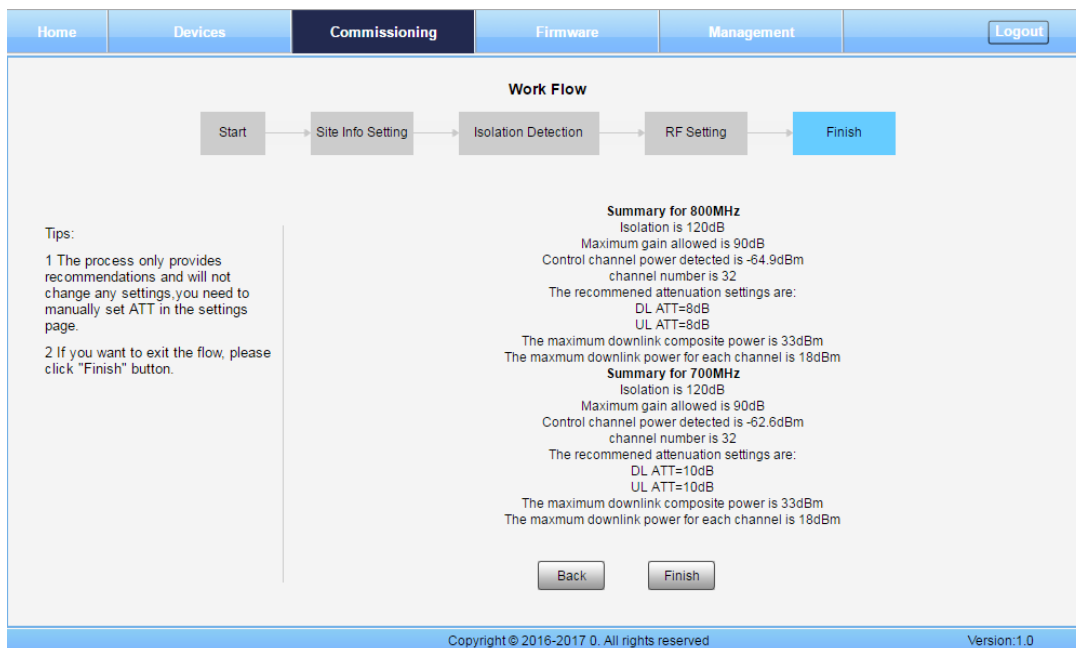 Home
Devices
Commissioning
Firmware
Management
Logout
Work Flow
Start
Site Info Setting
Isolation Detection
RF Setting
Finish
Tips:
1 The process only provides
recommendations and will not
change any settings,you need to
manually set ATT in the settings
page.
2 If you want to exit the flow, please
click "Finish" button.
Summary for 800MHz
Isolation is 120dB
Maximum gain allowed is 90dB
Control channel power detected is -64.9dBm
channel number is 32
The recommened attenuation settings are:
DL ATT=8dB
UL ATT=8dB
The maximum downlink composite power is 33dBm
The maxmum downlink power for each channel is 18dBm
Summary for 700MHz
Isolation is 120dB
Maximum gain allowed is 90dB
Control channel power detected is -62.6dBm
channel number is 32
The recommened attenuation settings are:
DL ATT=10dB
UL ATT=10dB
The maximum downlink composite power is 33dBm
The maxmum downlink power for each channel is 18dBm
Back
Finish
Copyright © 2016-2017 0. All rights reserved
Version:1.0